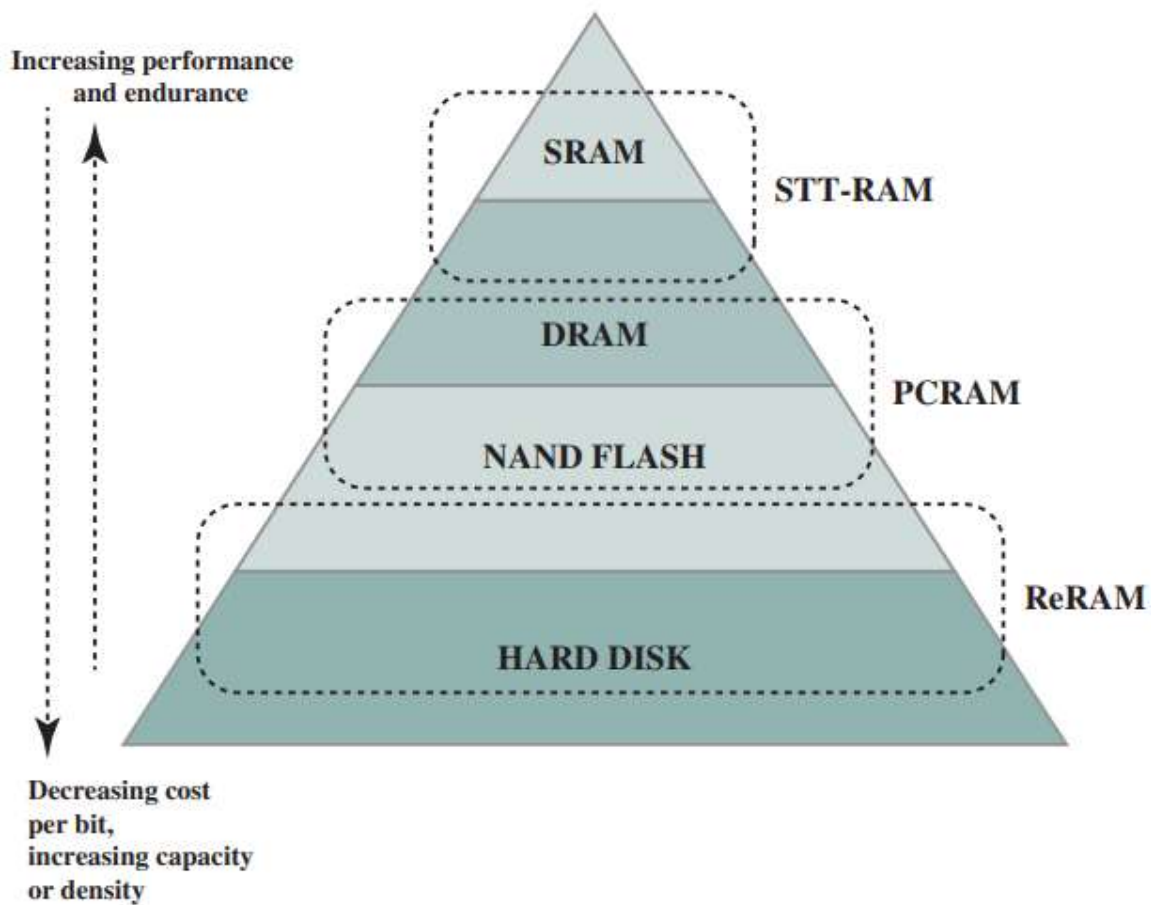 Increasing performance
and endurance
SRAM
STT-RAM
DRAM
PCRAM
NAND FLASH
ReRAM
HARD DISK
Decreasing cost
per bit,
increasing capacity
or density